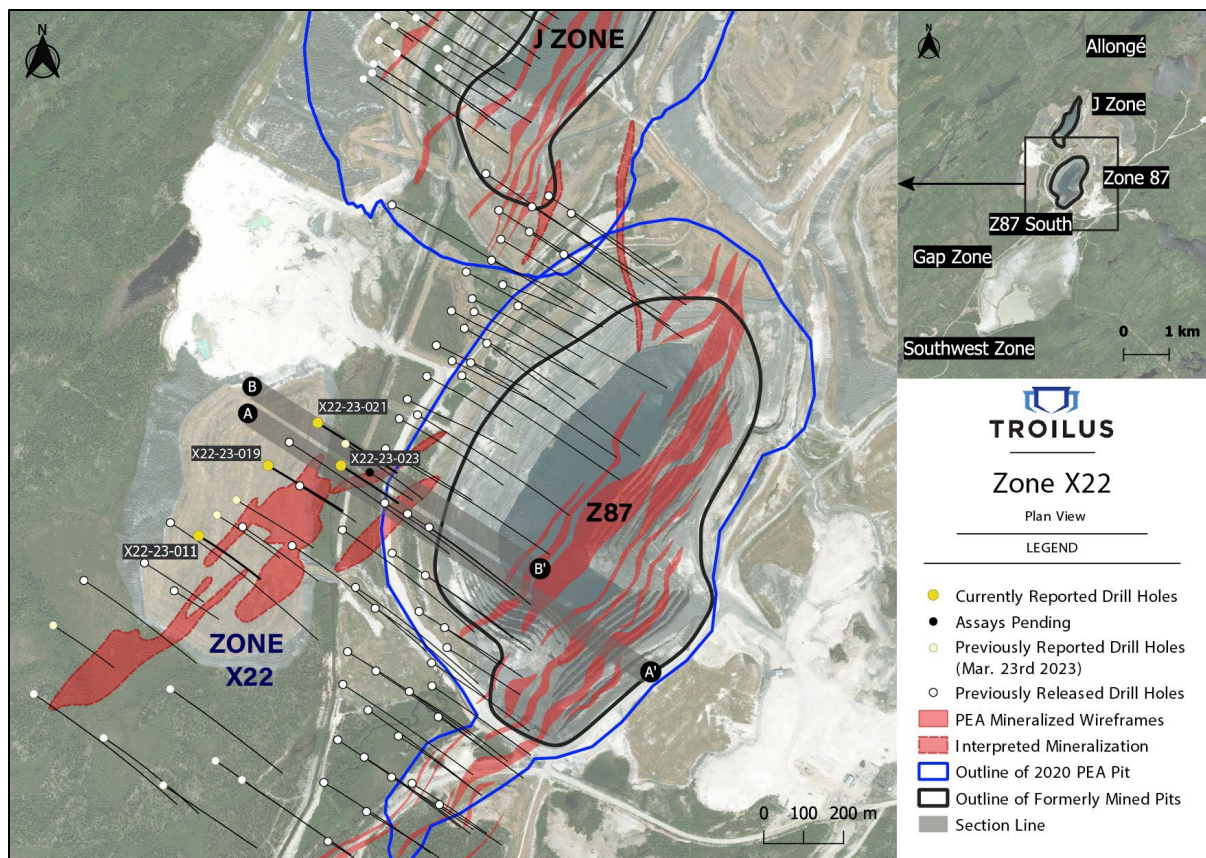 N
J ZONE
B
A
X22-23-021
X22-23-019
X22-23-023
X22-23-011
Z87
B'
A'
ZONE
X22
0 100 200 m
N
Allongé
J Zone
Zone 87
Z87 South
Gap Zone
0 1 km
Southwest Zone
TROILUS
Zone X22
Plan View
LEGEND
Currently Reported Drill Holes
Assays Pending
Previously Reported Drill Holes
(Mar. 23rd 2023)
Previously Released Drill Holes
PEA Mineralized Wireframes
Interpreted Mineralization
Outline of 2020 PEA Pit
Outline of Formerly Mined Pits
Section Line